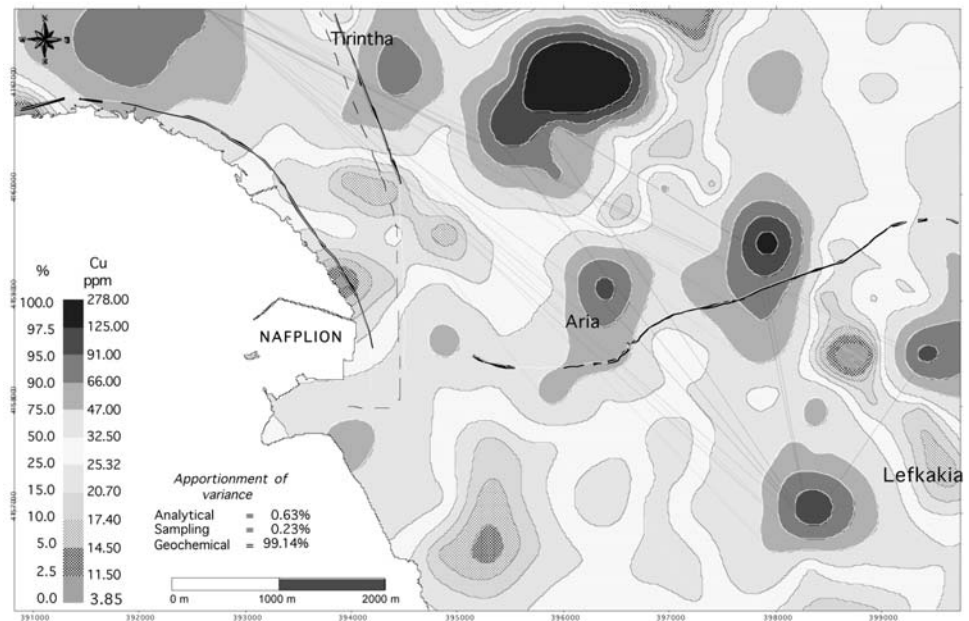 N
Tirintha
%
Cu
ppm
100.0
278.00
97.5
125.00
95.0
91.00
90.0
66.00
75.0
47.00
50.0
32.50
25.0
25.32
15.0
20.70
10.0
17.40
5.0
14.50
2.5
11.50
0.0
3.85
NAFPLION
Aria
Lefkakia
Apportionment of
variance
Analytical = 0.63%
Sampling = 0.23%
Geochemical = 99.14%
0 m 1000 m 2000 m
391000 392000 393000 394000 395000 396000 397000 398000 399000